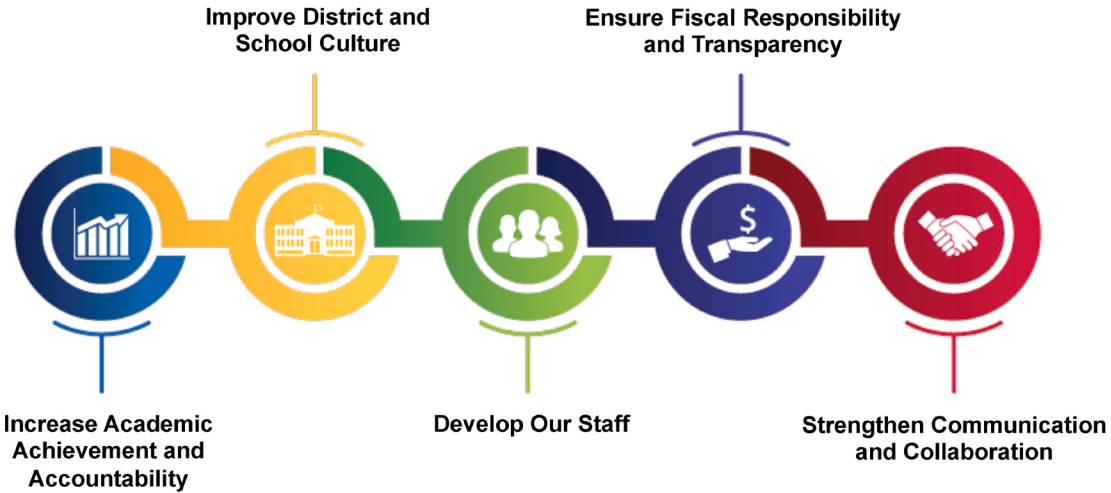 Improve District and
School Culture
Ensure Fiscal Responsibility
and Transparency
$
Increase Academic
Achievement and
Accountability
Develop Our Staff
Strengthen Communication
and Collaboration